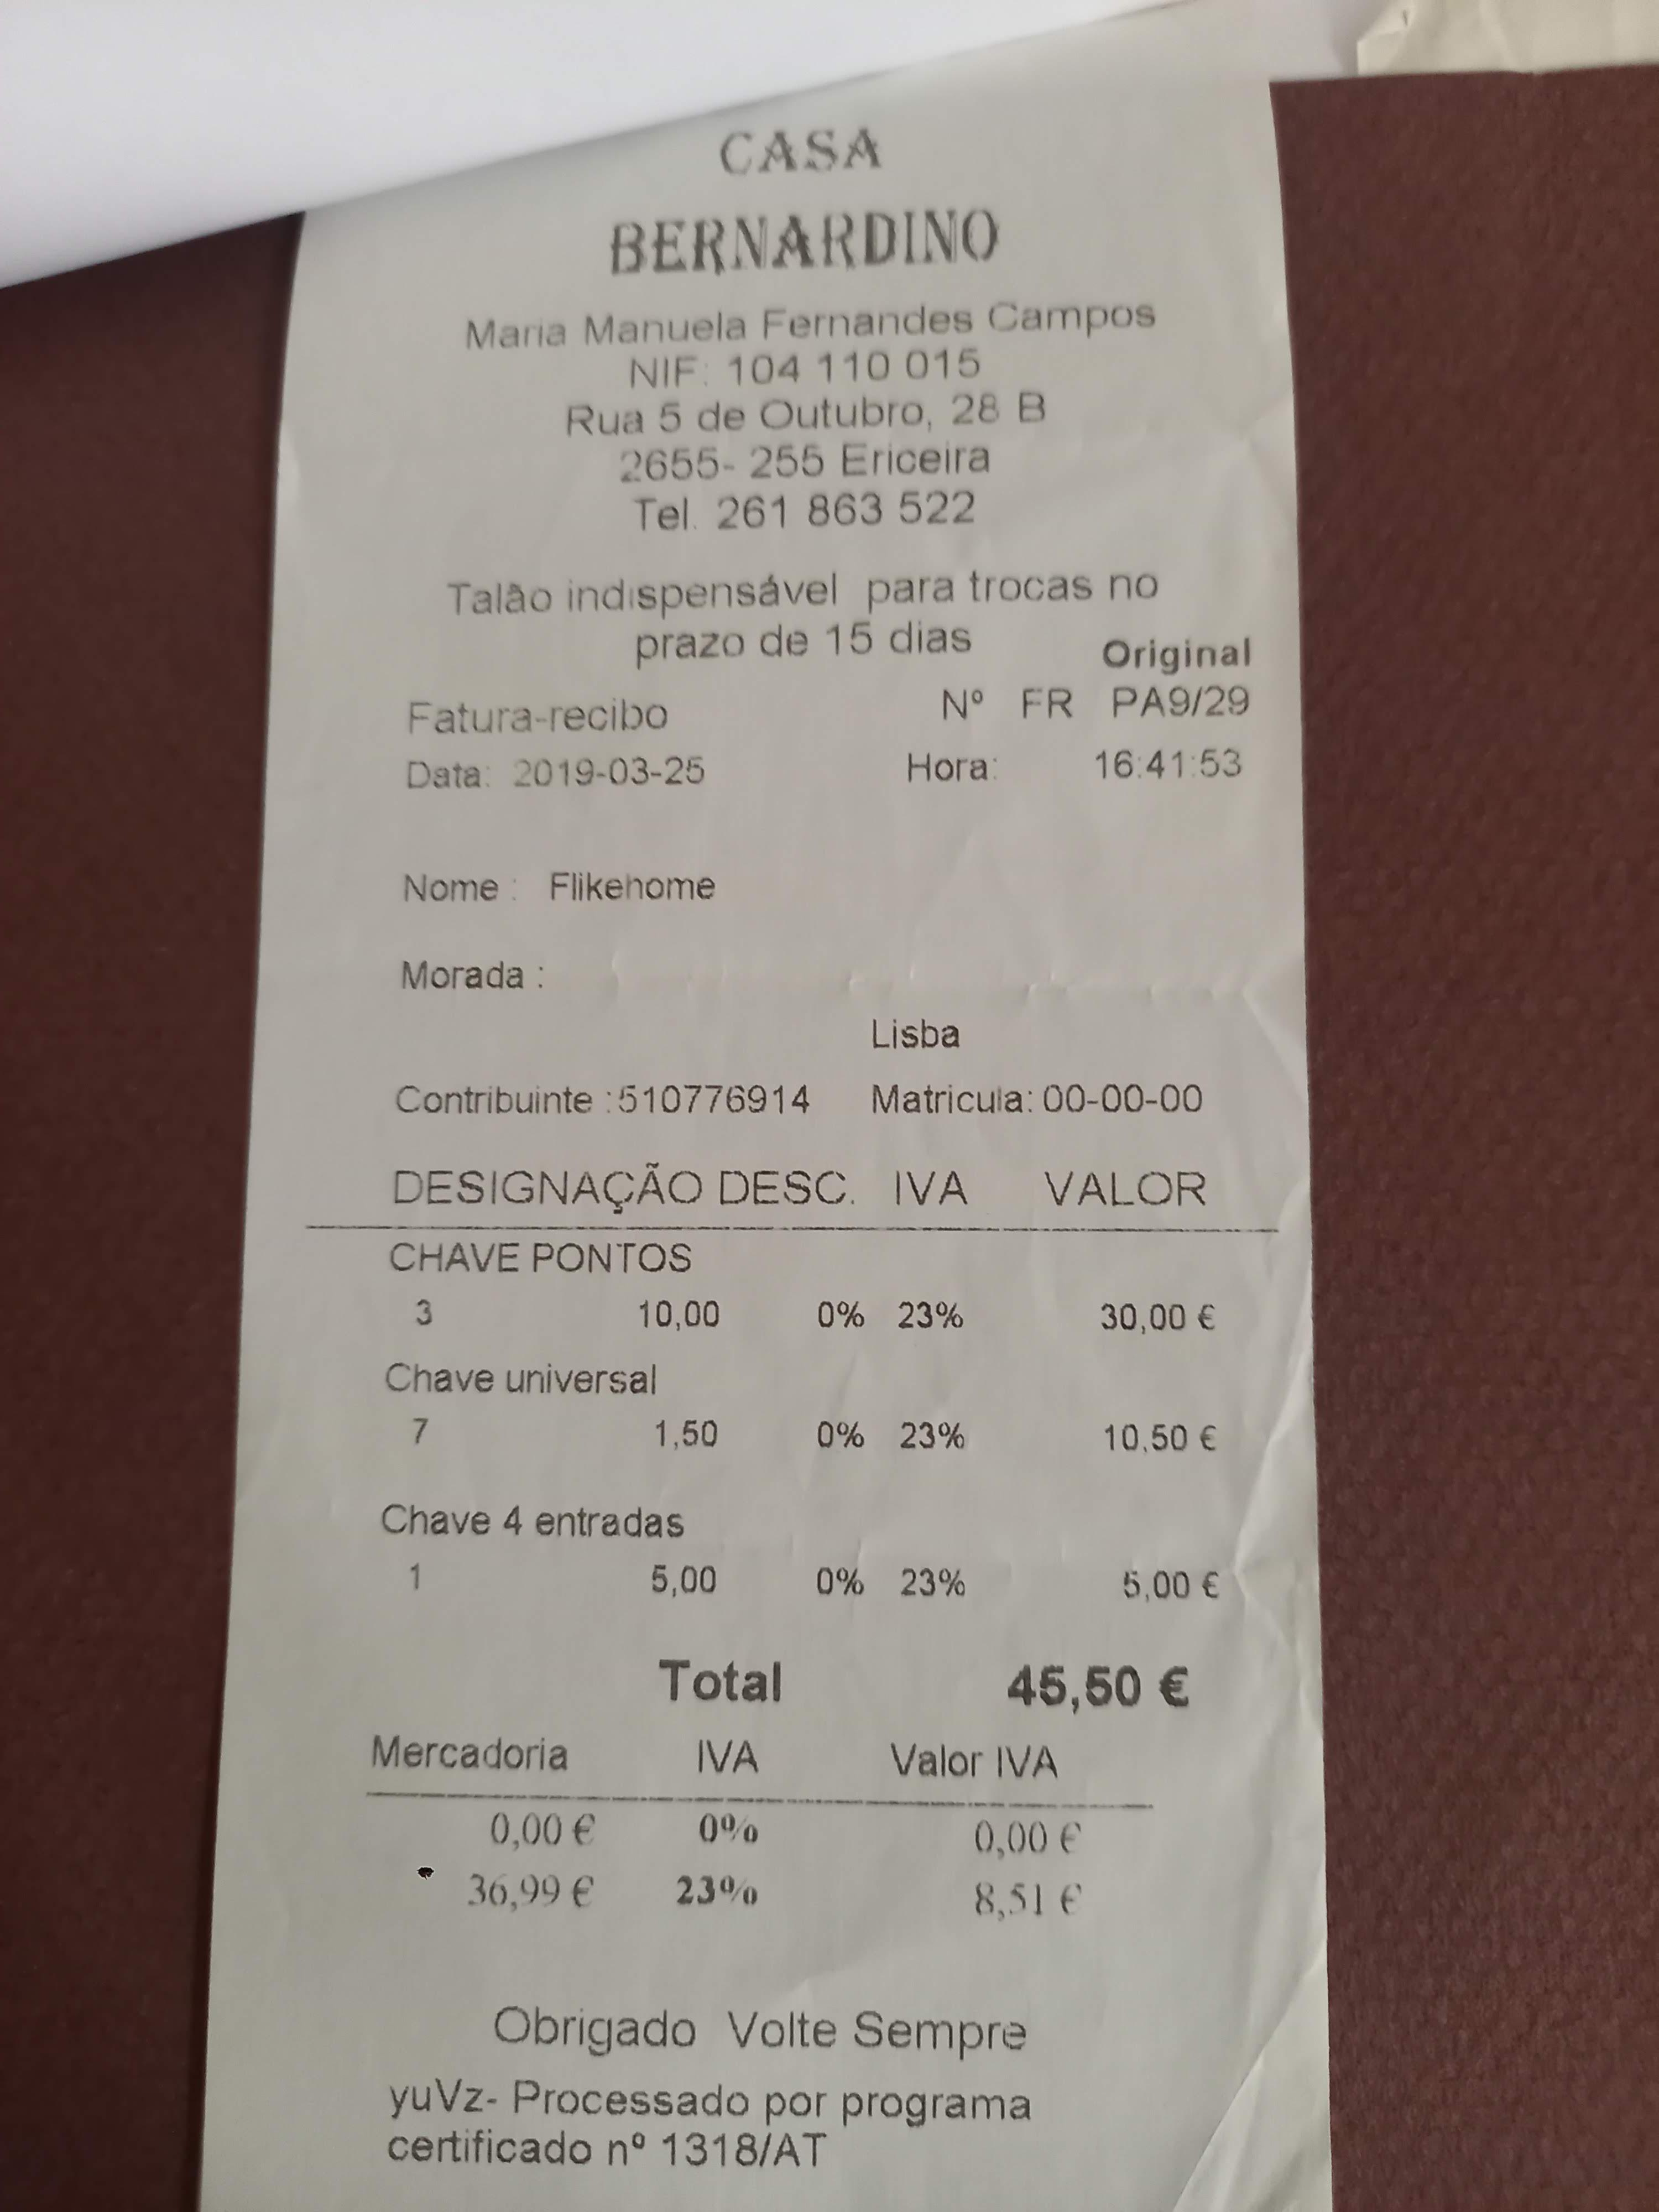 CASA
BERNARDINO
Maria Manuela Fernandes Campos
NIF: 104 110 015
Rua 5 de Outubro, 28 B
2655- 255 Ericeira
Tel. 261 863 522
Talão indispensável para trocas no
prazo de 15 dias
Original
Fatura-recibo Nº FR PA9/29
Data: 2019-03-25 Hora: 16:41:53
Nome : Flikehome
Morada :
Lisba
Contribuinte :510776914 Matricula: 00-00-00
DESIGNAÇÃO DESC. IVA VALOR
CHAVE PONTOS
3 10,00 0% 23% 30,00 €
Chave universal
7 1,50 0% 23% 10,50 €
Chave 4 entradas
1 5,00 0% 23% 5,00 €
Total 45,50 €
Mercadoria IVA Valor IVA
0,00 € 0% 0,00 €
36,99 € 23% 8,51 €
Obrigado Volte Sempre
yuVz- Processado por programa
certificado nº 1318/AT